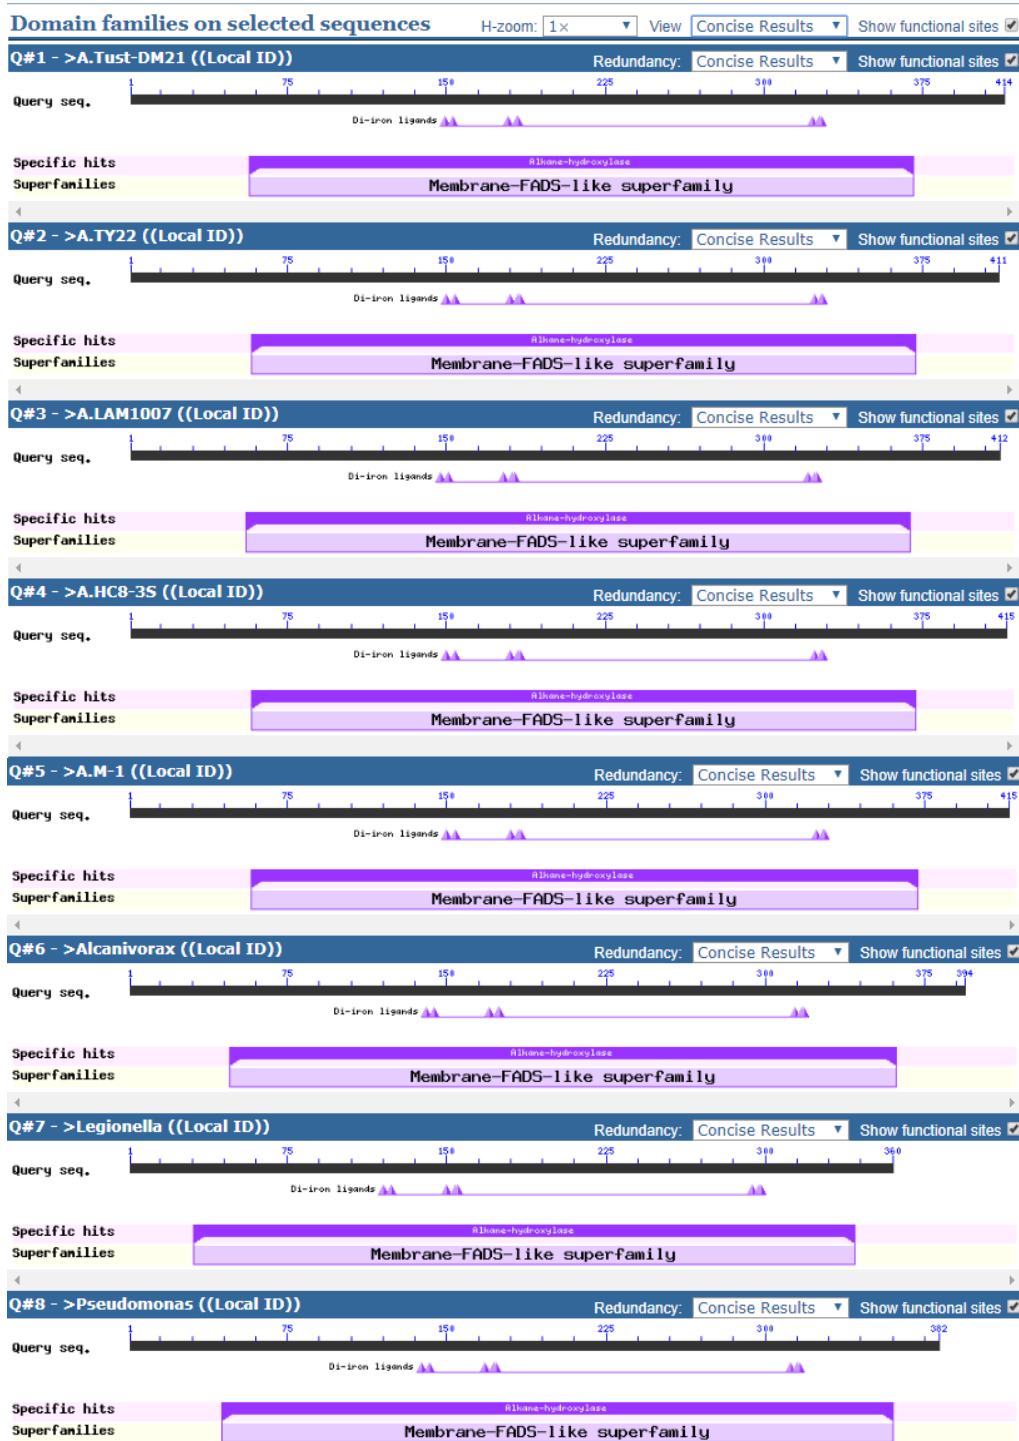 Domain families on selected sequences H-zoom: 1× ▼ View Concise Results ▼ Show functional sites
Q#1 - >A.Tust-DM21 ((Local ID)) Redundancy: Concise Results ▼ Show functional sites
1 75 150 225 300 375 414
Query seq.
Di-iron ligands
Specific hits Alkane-hydroxylase
Superfamilies Membrane-FADS-like superfamily
Q#2 - >A.TY22 ((Local ID)) Redundancy: Concise Results ▼ Show functional sites
1 75 150 225 300 375 411
Query seq.
Di-iron ligands
Specific hits Alkane-hydroxylase
Superfamilies Membrane-FADS-like superfamily
Q#3 - >A.LAM1007 ((Local ID)) Redundancy: Concise Results ▼ Show functional sites
1 75 150 225 300 375 412
Query seq.
Di-iron ligands
Specific hits Alkane-hydroxylase
Superfamilies Membrane-FADS-like superfamily
Q#4 - >A.HC8-3S ((Local ID)) Redundancy: Concise Results ▼ Show functional sites
1 75 150 225 300 375 415
Query seq.
Di-iron ligands
Specific hits Alkane-hydroxylase
Superfamilies Membrane-FADS-like superfamily
Q#5 - >A.M-1 ((Local ID)) Redundancy: Concise Results ▼ Show functional sites
1 75 150 225 300 375 415
Query seq.
Di-iron ligands
Specific hits Alkane-hydroxylase
Superfamilies Membrane-FADS-like superfamily
Q#6 - >Alcanivorax ((Local ID)) Redundancy: Concise Results ▼ Show functional sites
1 75 150 225 300 375 394
Query seq.
Di-iron ligands
Specific hits Alkane-hydroxylase
Superfamilies Membrane-FADS-like superfamily
Q#7 - >Legionella ((Local ID)) Redundancy: Concise Results ▼ Show functional sites
1 75 150 225 300 360
Query seq.
Di-iron ligands
Specific hits Alkane-hydroxylase
Superfamilies Membrane-FADS-like superfamily
Q#8 - >Pseudomonas ((Local ID)) Redundancy: Concise Results ▼ Show functional sites
1 75 150 225 300 382
Query seq.
Di-iron ligands
Specific hits Alkane-hydroxylase
Superfamilies Membrane-FADS-like superfamily